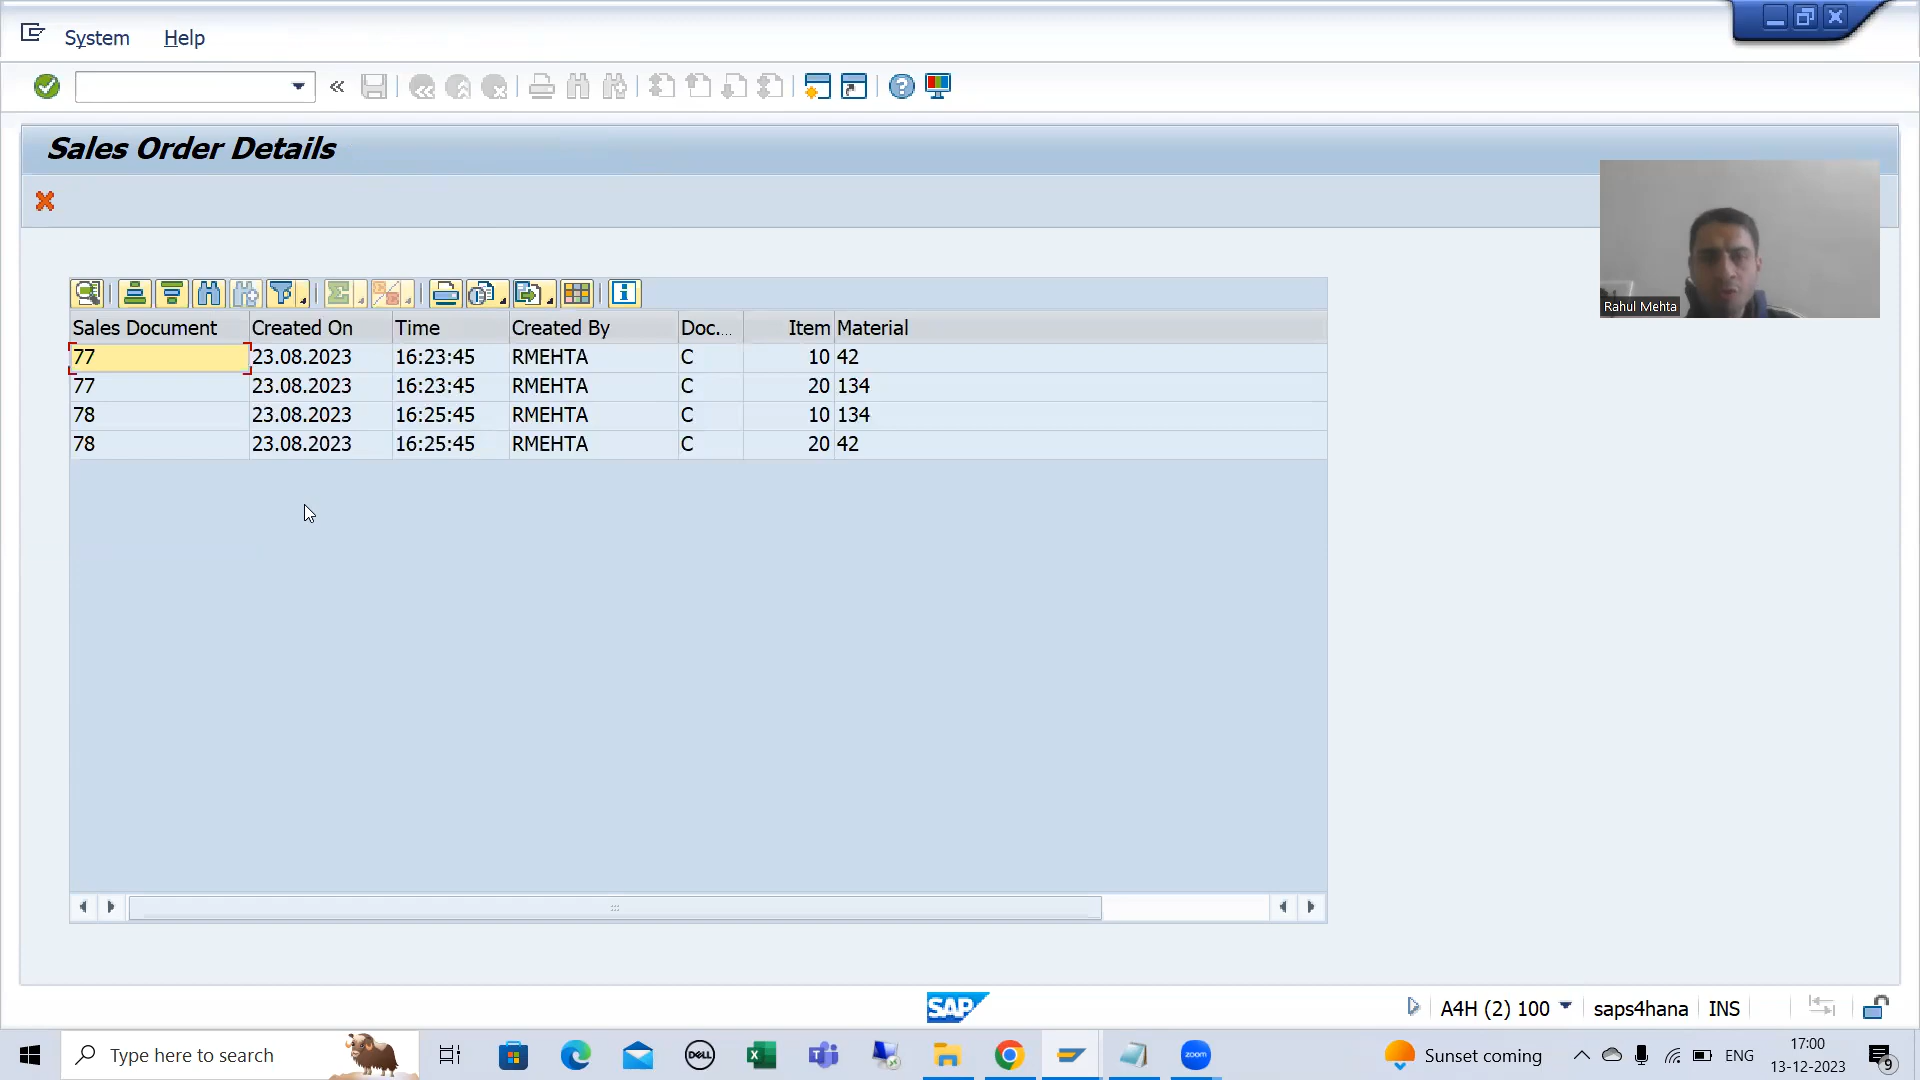 System Help
Sales Order Details
Rahul Mehta
Sales Document Created On Time Created By Doc.... Item Material
77 23.08.2023 16:23:45 RMEHTA C 10 42
77 23.08.2023 16:23:45 RMEHTA C 20 134
78 23.08.2023 16:25:45 RMEHTA C 10 134
78 23.08.2023 16:25:45 RMEHTA C 20 42
SAP
A4H (2) 100 saps4hana INS
Type here to search
DELL
zoom
Sunset coming
ENG
17:00
13-12-2023
9